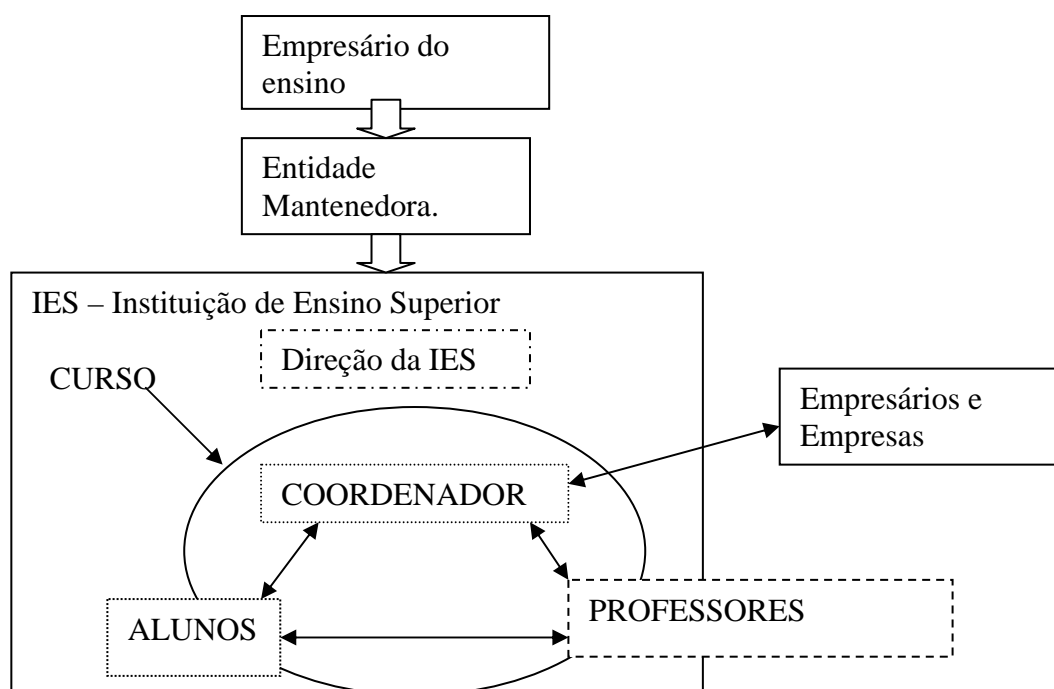 Empresário do
ensino
Entidade
Mantenedora.
IES – Instituição de Ensino Superior
Direção da IES
CURSO
Empresários e
Empresas
COORDENADOR
ALUNOS
PROFESSORES